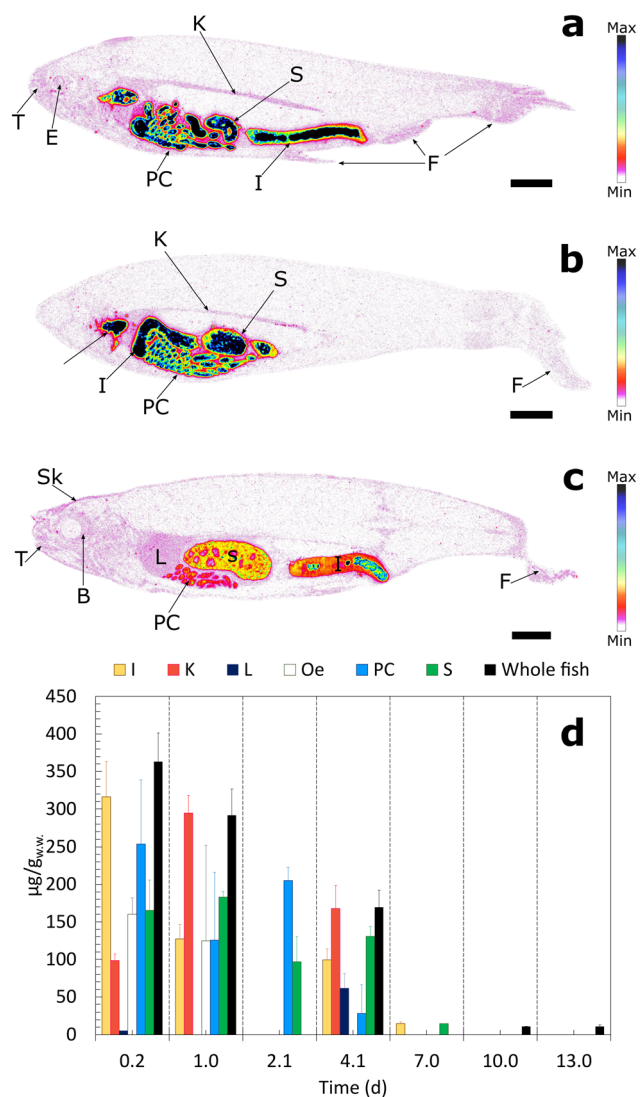 a
K
S
Max
T
E
PC
I
F
Min
b
K
S
Max
I
PC
F
Min
c
Sk
Max
T
L
s
I
B
PC
F
Min
I K L Oe PC S Whole fish
d
450
400
350
300
250
200
150
100
50
0
µg/gw.w.
0.2 1.0 2.1 4.1 7.0 10.0 13.0
Time (d)